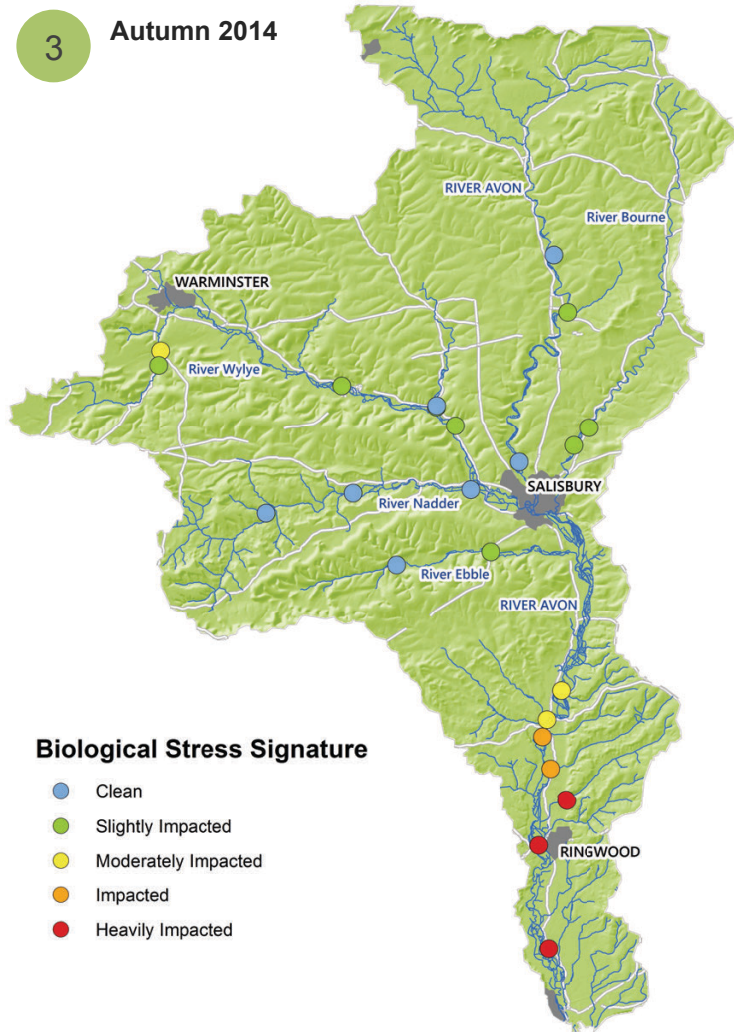 3
Autumn 2014
RIVER AVON
River Bourne
WARMINSTER
River Wylye
SALISBURY
River Nadder
River Ebble
RIVER AVON
Biological Stress Signature
Clean
Slightly Impacted
Moderately Impacted
Impacted
Heavily Impacted
RINGWOOD